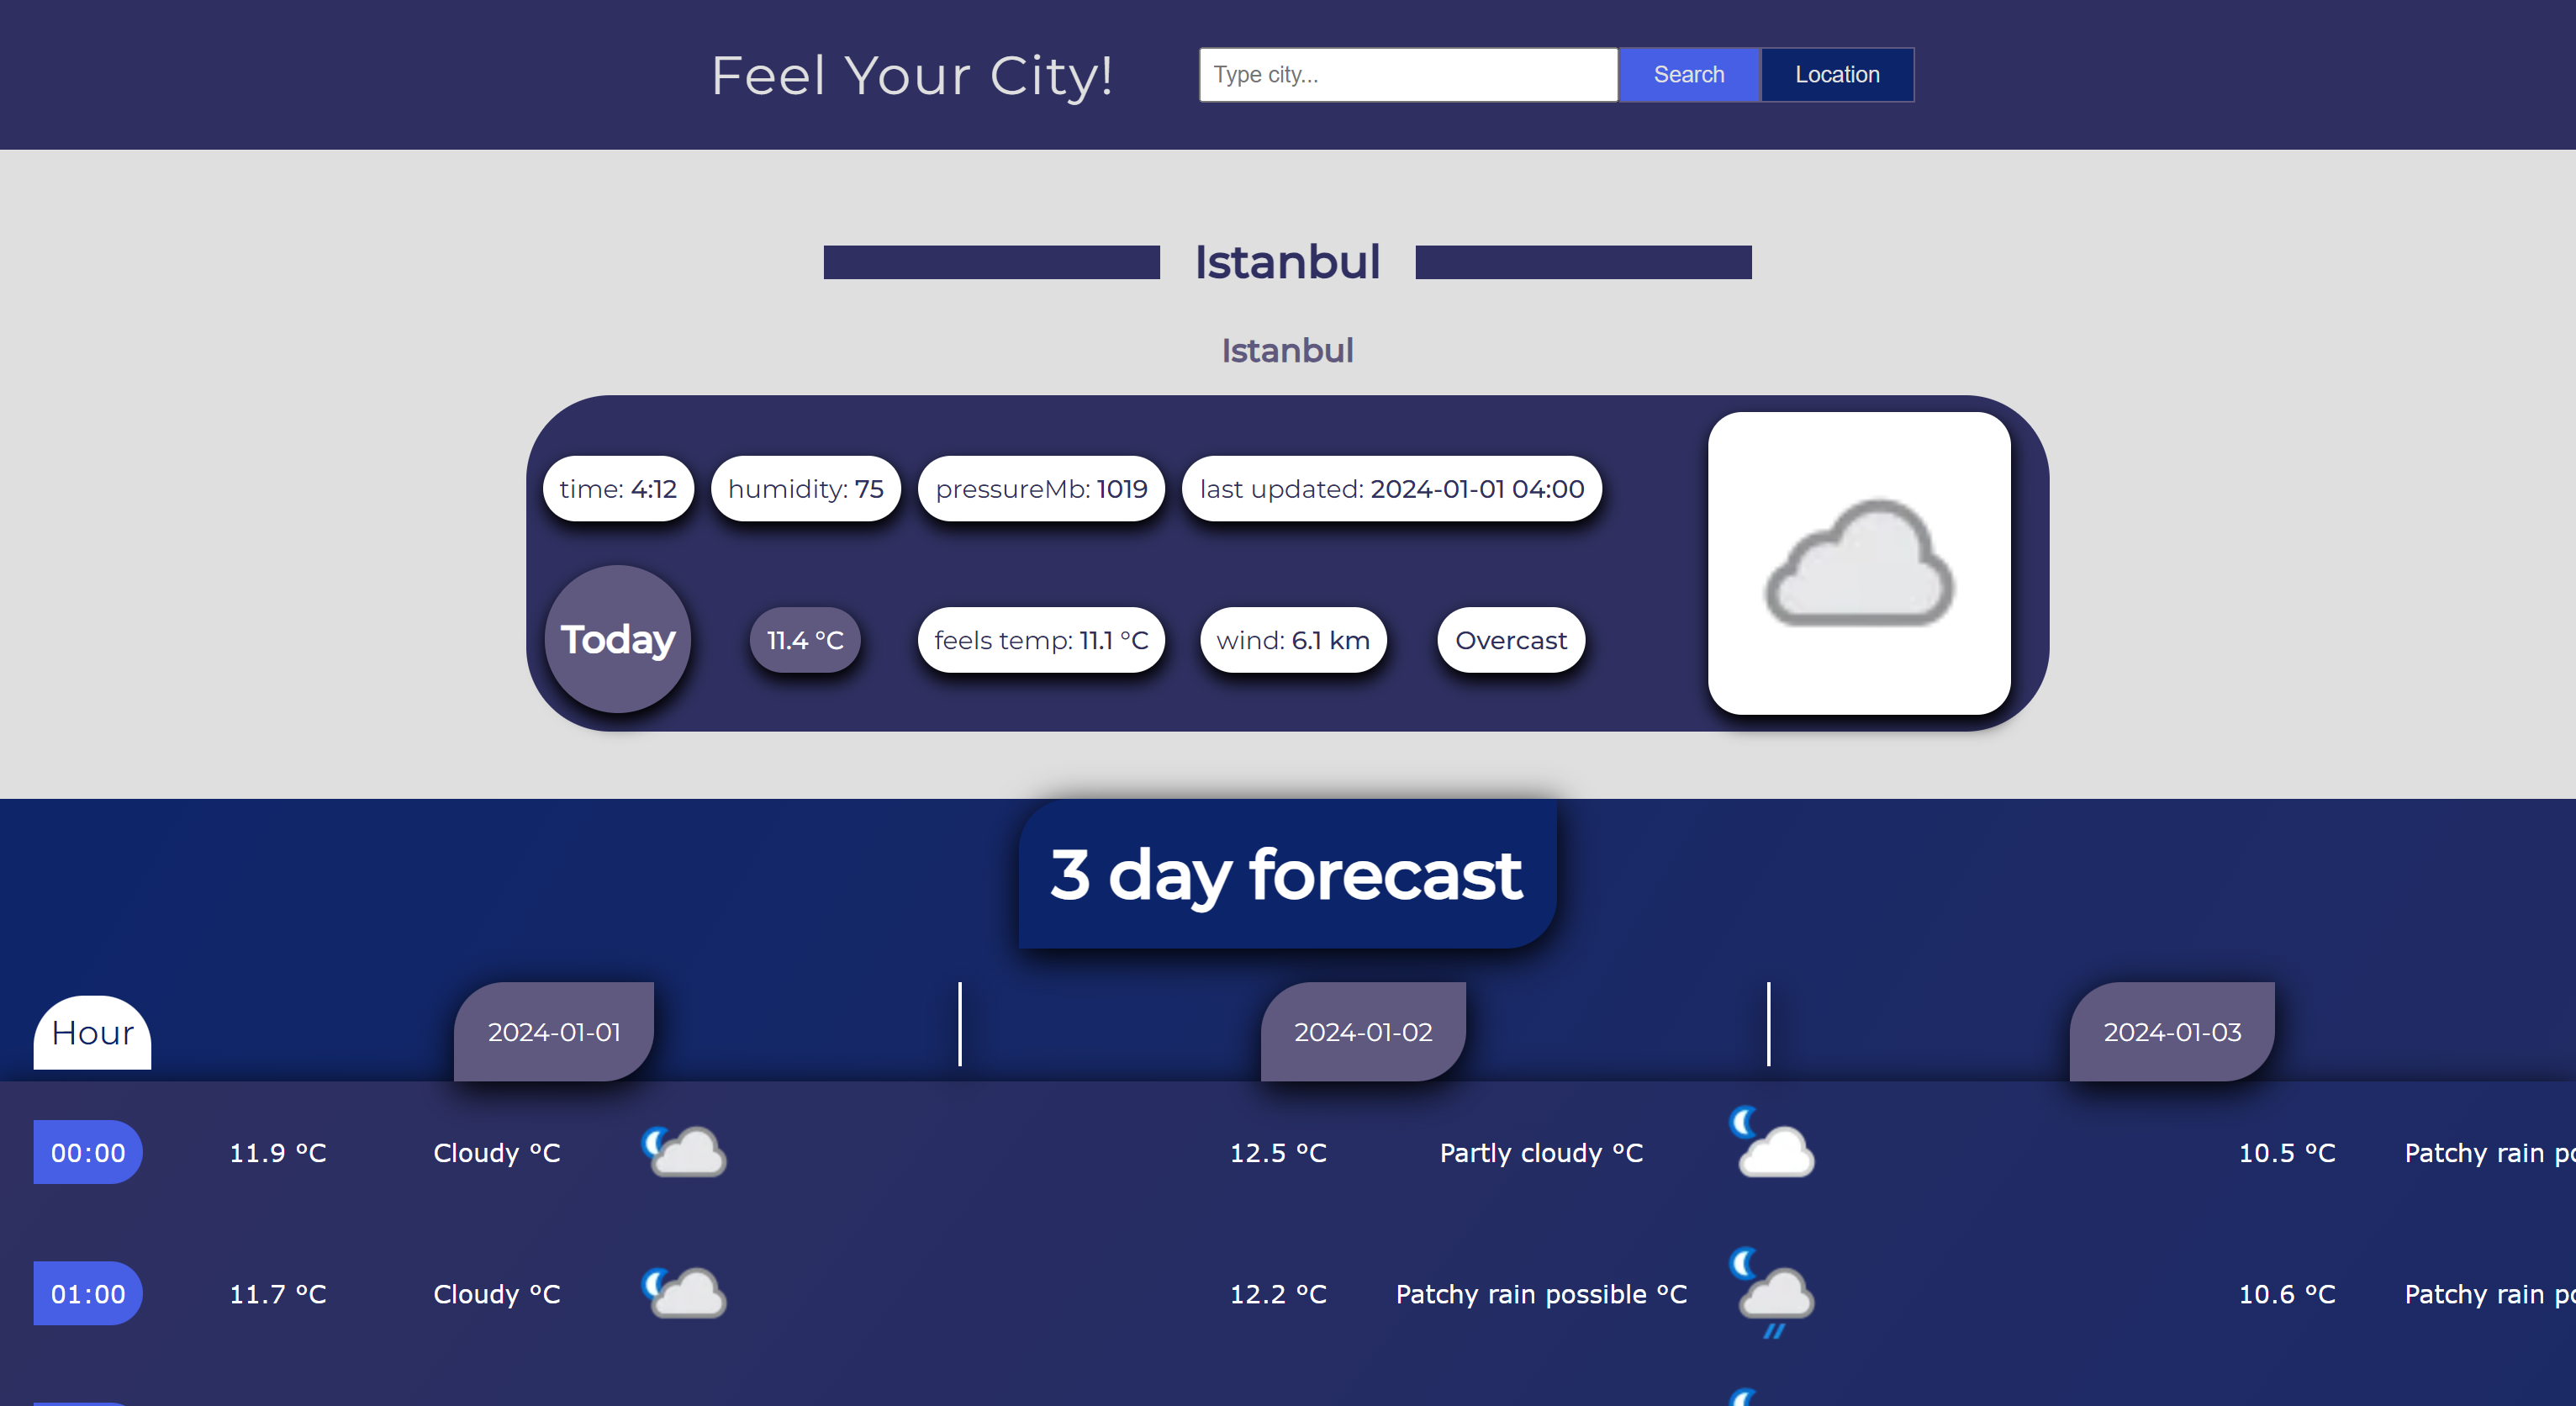 Feel Your City!
Type city...
Search
Location
Istanbul
Istanbul
time: 4:12
humidity: 75
pressureMb: 1019
last updated: 2024-01-01 04:00
Today
11.4 °C
feels temp: 11.1 °C
wind: 6.1 km
Overcast
3 day forecast
Hour
2024-01-01
2024-01-02
2024-01-03
00:00
11.9 °C
Cloudy °C
12.5 °C
Partly cloudy °C
10.5 °C
Patchy rain
01:00
11.7 °C
Cloudy °C
12.2 °C
Patchy rain possible °C
10.6 °C
Patchy rain